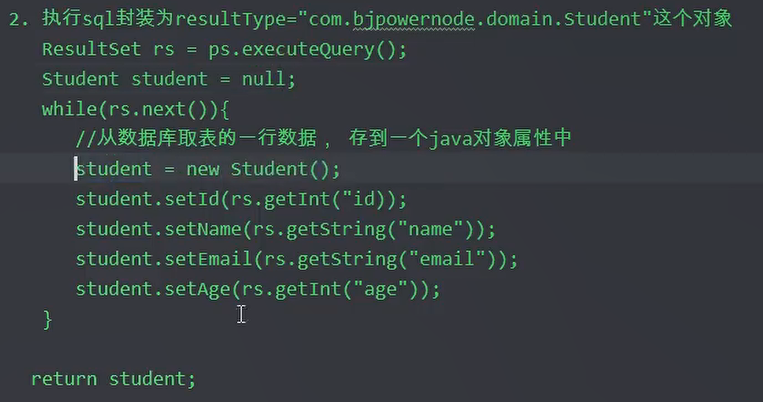 2. 执行sql封装为resultType="com.bjpowernode.domain.Student"这个对象
ResultSet rs = ps.executeQuery();
Student student = null;
while(rs.next()){
//从数据库取表的一行数据， 存到一个java对象属性中
student = new Student();
student.setId(rs.getInt("id));
student.setName(rs.getString("name"));
student.setEmail(rs.getString("email"));
student.setAge(rs.getInt("age"));
}
return student;